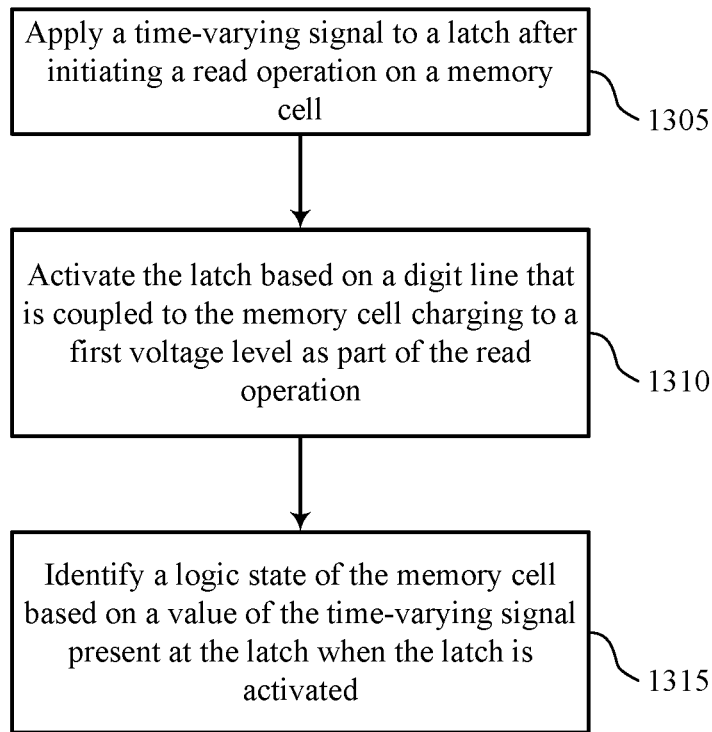 Apply a time-varying signal to a latch after
initiating a read operation on a memory
cell
1305
Activate the latch based on a digit line that
is coupled to the memory cell charging to a
first voltage level as part of the read
operation
1310
Identify a logic state of the memory cell
based on a value of the time-varying signal
present at the latch when the latch is
activated
1315